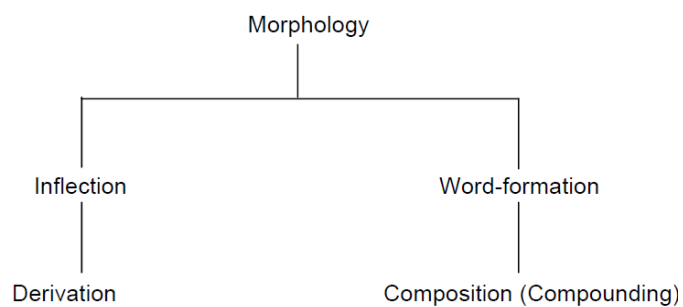 Morphology
Inflection
Word-formation
Derivation
Composition (Compounding)